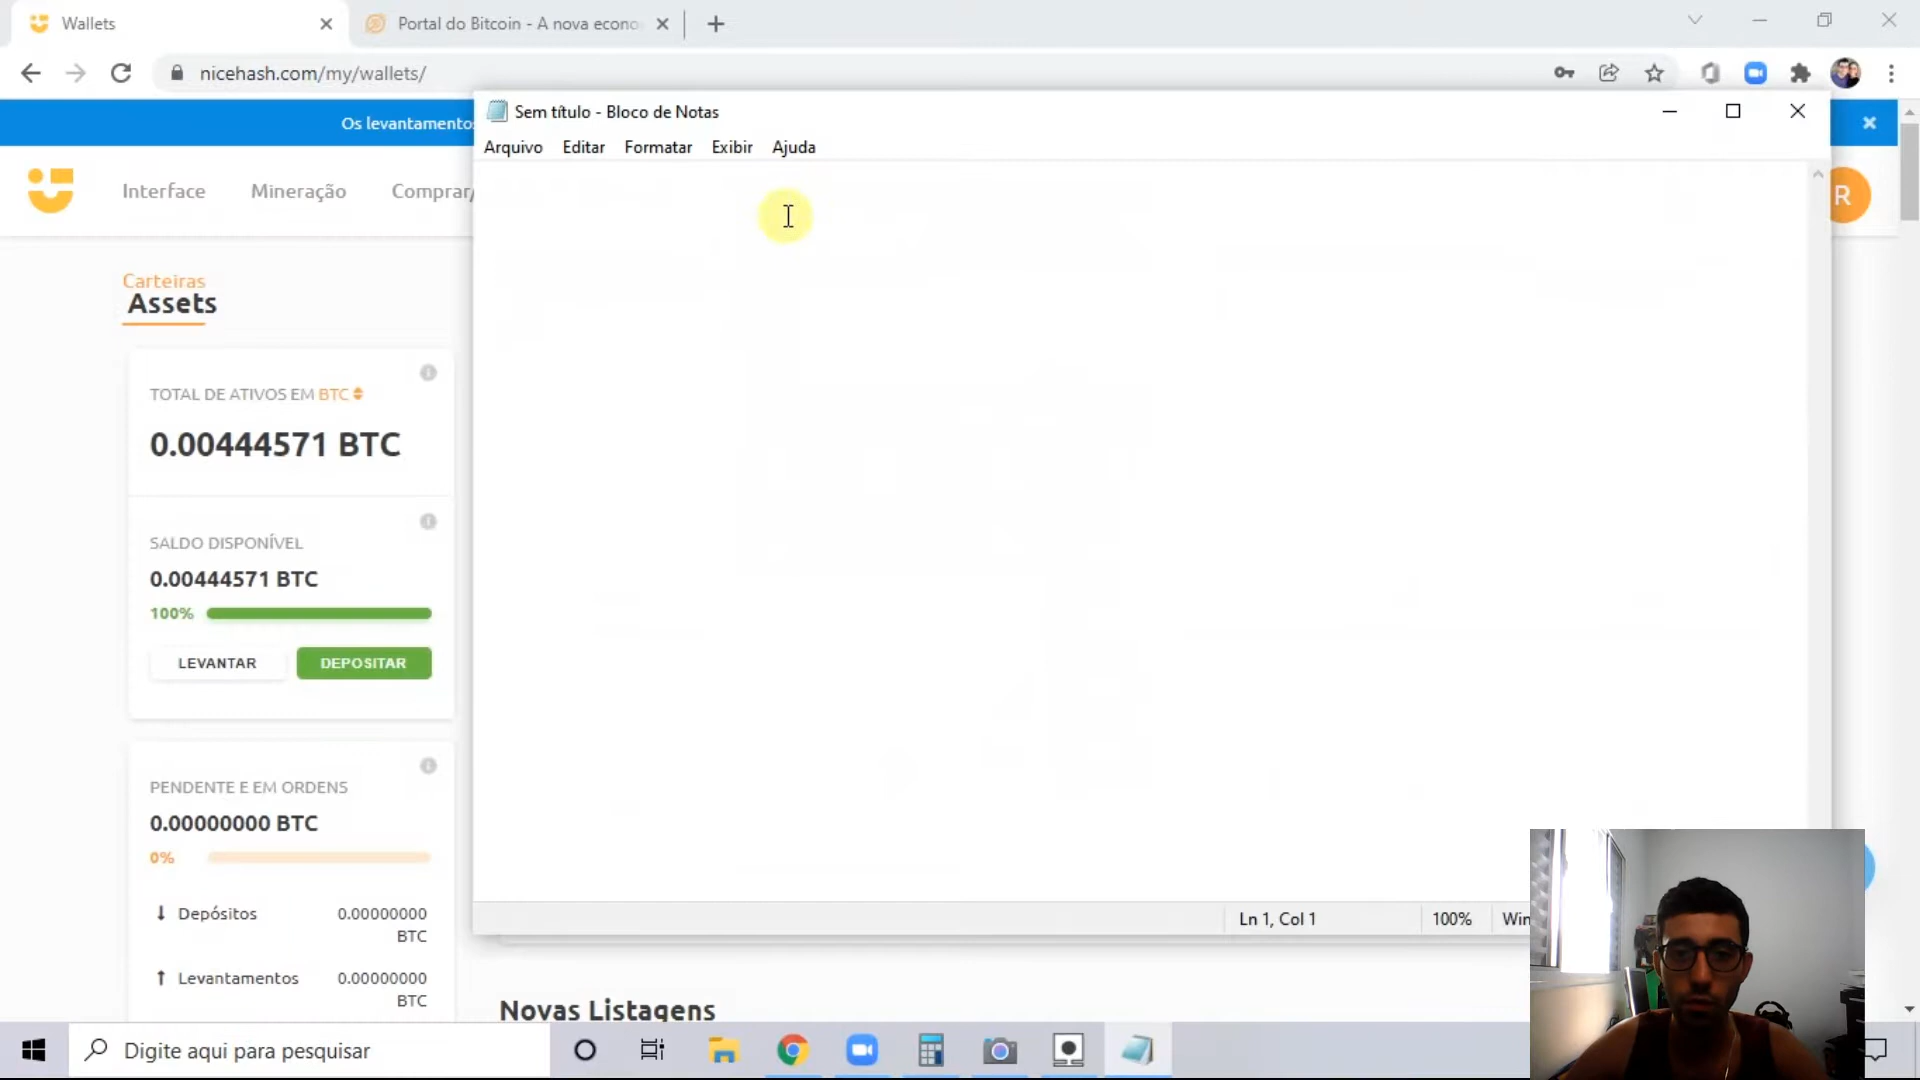 Wallets
Portal do Bitcoin - A nova econo
nicehash.com/my/wallets/
Os levantamento
Sem título - Bloco de Notas
Arquivo Editar Formatar Exibir Ajuda
Interface Mineração Comprar/
R
Carteiras
Assets
TOTAL DE ATIVOS EM BTC
0.00444571 BTC
SALDO DISPONÍVEL
0.00444571 BTC
100%
LEVANTAR DEPOSITAR
PENDENTE E EM ORDENS
0.00000000 BTC
0%
Depósitos 0.00000000
BTC
Levantamentos 0.00000000
BTC
Ln 1, Col 1 100% Win
Novas Listagens
Digite aqui para pesquisar